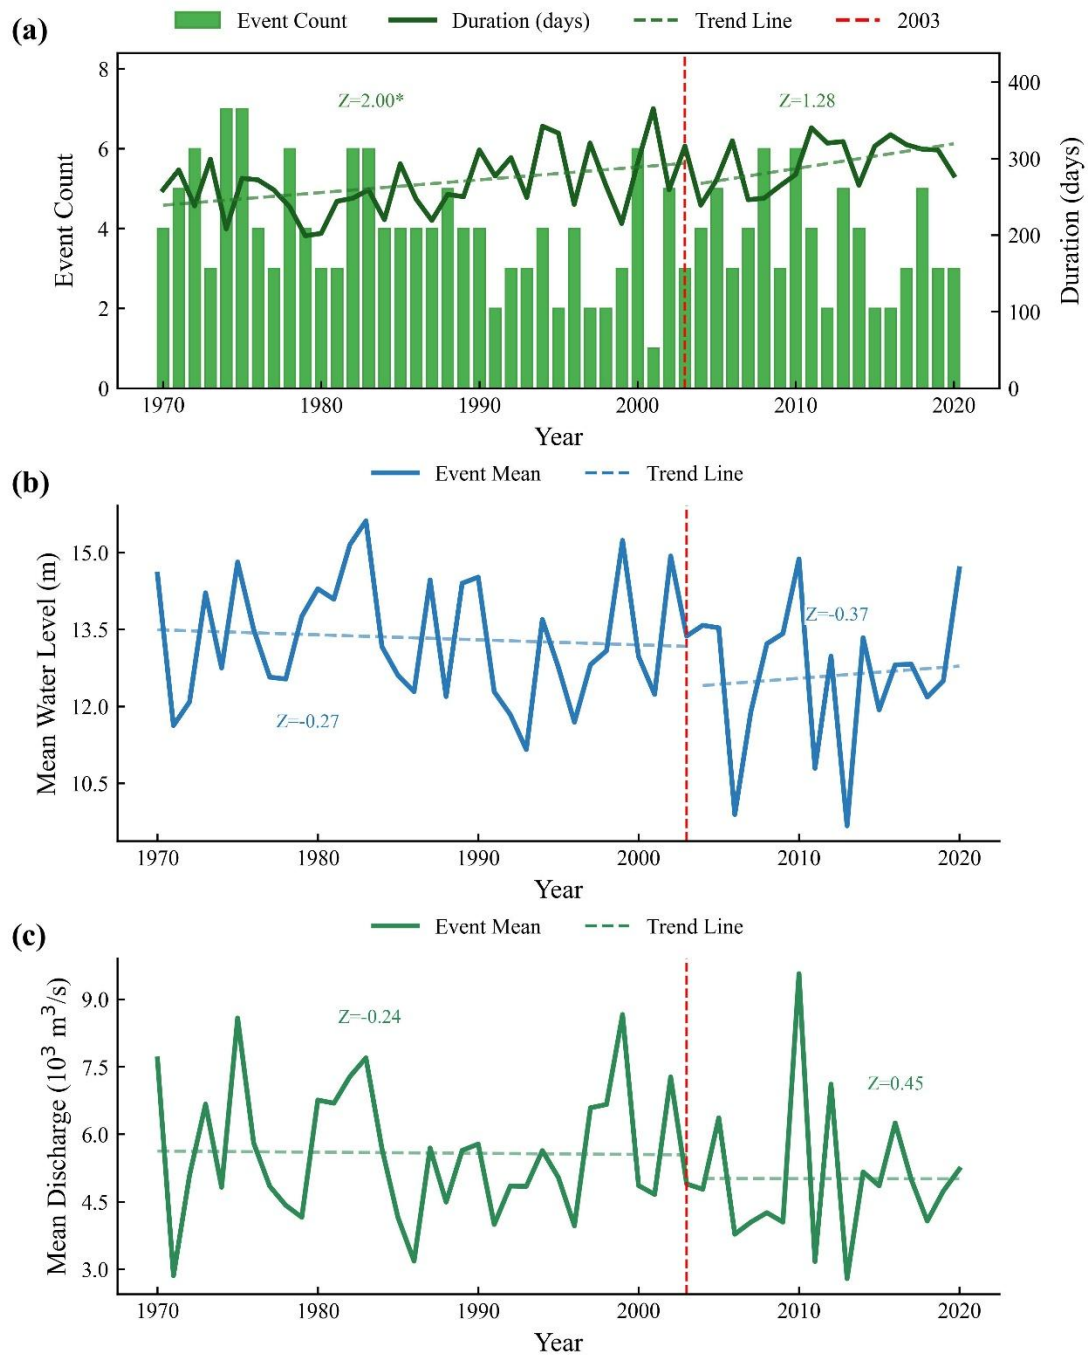 (a)
Event Count Duration (days) Trend Line 2003
Z=2.00*
Z=1.28
8
6
4
2
0
400
300
200
100
0
Event Count
Duration (days)
1970 1980 1990 2000 2010 2020
Year
(b)
Event Mean Trend Line
Z=-0.27
Z=-0.37
15.0
13.5
12.0
10.5
Mean Water Level (m)
1970 1980 1990 2000 2010 2020
Year
(c)
Event Mean Trend Line
Z=-0.24
Z=0.45
9.0
7.5
6.0
4.5
3.0
Mean Discharge (10³ m³/s)
1970 1980 1990 2000 2010 2020
Year